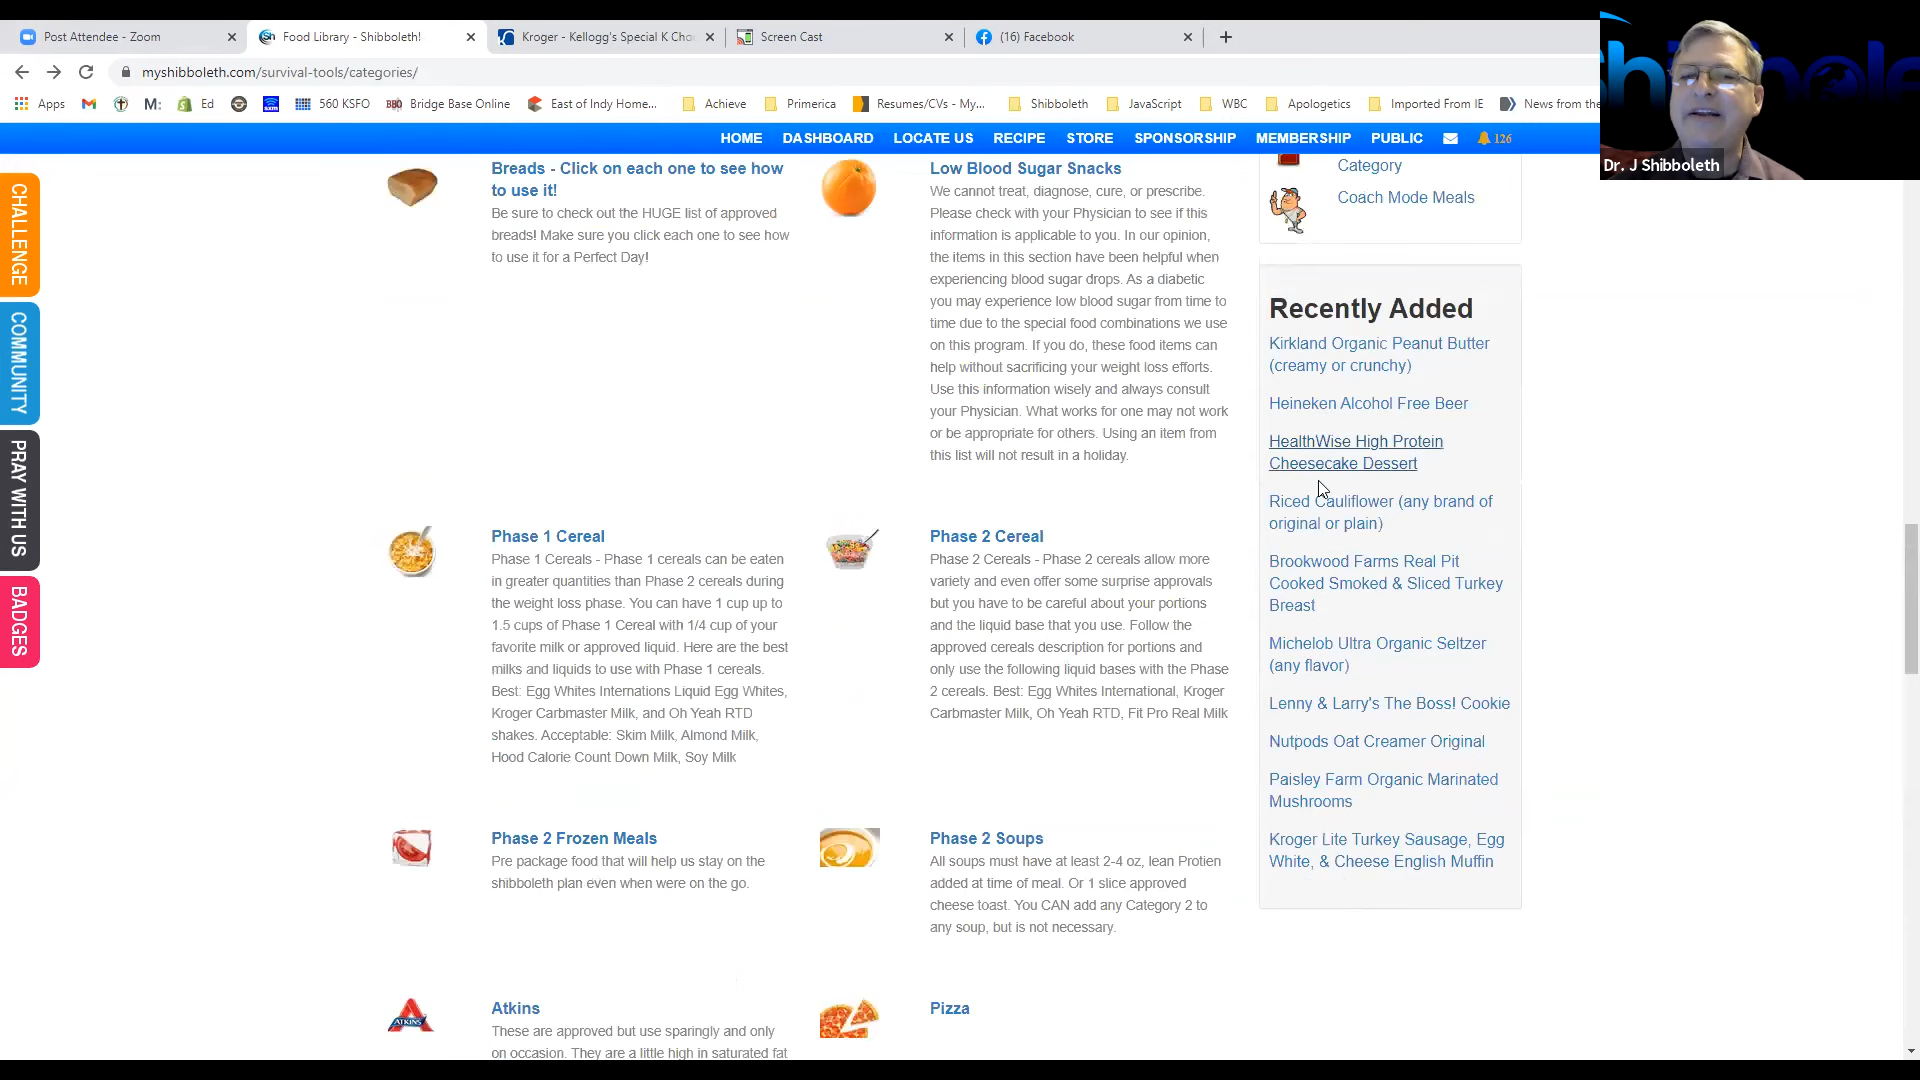 Post Attendee - Zoom
Food Library - Shibboleth!
Kroger - Kellogg's Special K Cho
Screen Cast
(16) Facebook
myshibboleth.com/survival-tools/categories/
Apps
M:
Ed
560 KSFO
BBO
Bridge Base Online
East of Indy Home...
Achieve
Primerica
Resumes/CVs - My...
Shibboleth
JavaScript
WBC
Apologetics
Imported From IE
News from the
HOME
DASHBOARD
LOCATE US
RECIPE
STORE
SPONSORSHIP
MEMBERSHIP
PUBLIC
126
Dr. J Shibboleth
CHALLENGE
COMMUNITY
PRAY WITH US
BADGES
Breads - Click on each one to see how
to use it!
Be sure to check out the HUGE list of approved
breads! Make sure you click each one to see how
to use it for a Perfect Day!
Low Blood Sugar Snacks
We cannot treat, diagnose, cure, or prescribe.
Please check with your Physician to see if this
information is applicable to you. In our opinion,
the items in this section have been helpful when
experiencing blood sugar drops. As a diabetic
you may experience low blood sugar from time to
time due to the special food combinations we use
on this program. If you do, these food items can
help without sacrificing your weight loss efforts.
Use this information wisely and always consult
your Physician. What works for one may not work
or be appropriate for others. Using an item from
this list will not result in a holiday.
Phase 1 Cereal
Phase 1 Cereals - Phase 1 cereals can be eaten
in greater quantities than Phase 2 cereals during
the weight loss phase. You can have 1 cup up to
1.5 cups of Phase 1 Cereal with 1/4 cup of your
favorite milk or approved liquid. Here are the best
milks and liquids to use with Phase 1 cereals.
Best: Egg Whites Internations Liquid Egg Whites,
Kroger Carbmaster Milk, and Oh Yeah RTD
shakes. Acceptable: Skim Milk, Almond Milk,
Hood Calorie Count Down Milk, Soy Milk
Phase 2 Cereal
Phase 2 Cereals - Phase 2 cereals allow more
variety and even offer some surprise approvals
but you have to be careful about your portions
and the liquid base that you use. Follow the
approved cereals description for portions and
only use the following liquid bases with the Phase
2 cereals. Best: Egg Whites International, Kroger
Carbmaster Milk, Oh Yeah RTD, Fit Pro Real Milk
Phase 2 Frozen Meals
Pre package food that will help us stay on the
shibboleth plan even when were on the go.
Phase 2 Soups
All soups must have at least 2-4 oz, lean Protien
added at time of meal. Or 1 slice approved
cheese toast. You CAN add any Category 2 to
any soup, but is not necessary.
ATKINS
Atkins
These are approved but use sparingly and only
on occasion. They are a little high in saturated fat
Pizza
Category
Coach Mode Meals
Recently Added
Kirkland Organic Peanut Butter
(creamy or crunchy)
Heineken Alcohol Free Beer
HealthWise High Protein
Cheesecake Dessert
Riced Cauliflower (any brand of
original or plain)
Brookwood Farms Real Pit
Cooked Smoked & Sliced Turkey
Breast
Michelob Ultra Organic Seltzer
(any flavor)
Lenny & Larry's The Boss! Cookie
Nutpods Oat Creamer Original
Paisley Farm Organic Marinated
Mushrooms
Kroger Lite Turkey Sausage, Egg
White, & Cheese English Muffin